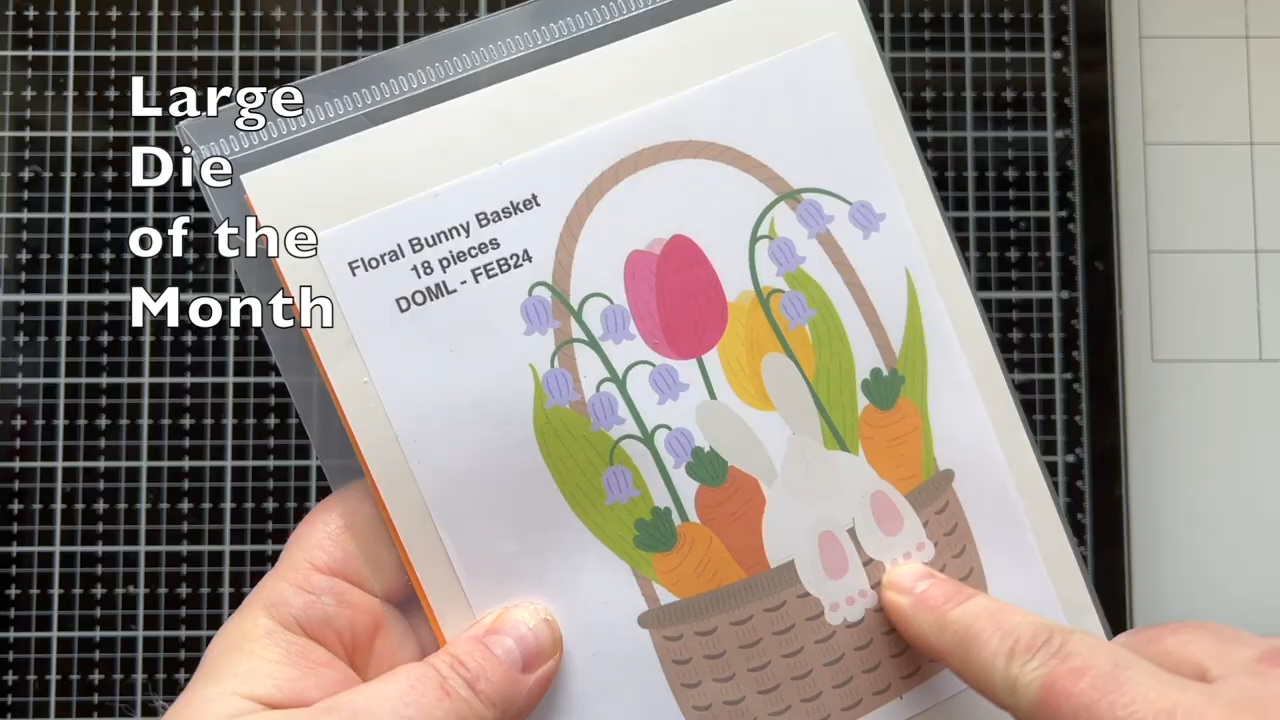 Large
Die
of the
Month
Floral Bunny Basket
18 pieces
DOML - FEB24